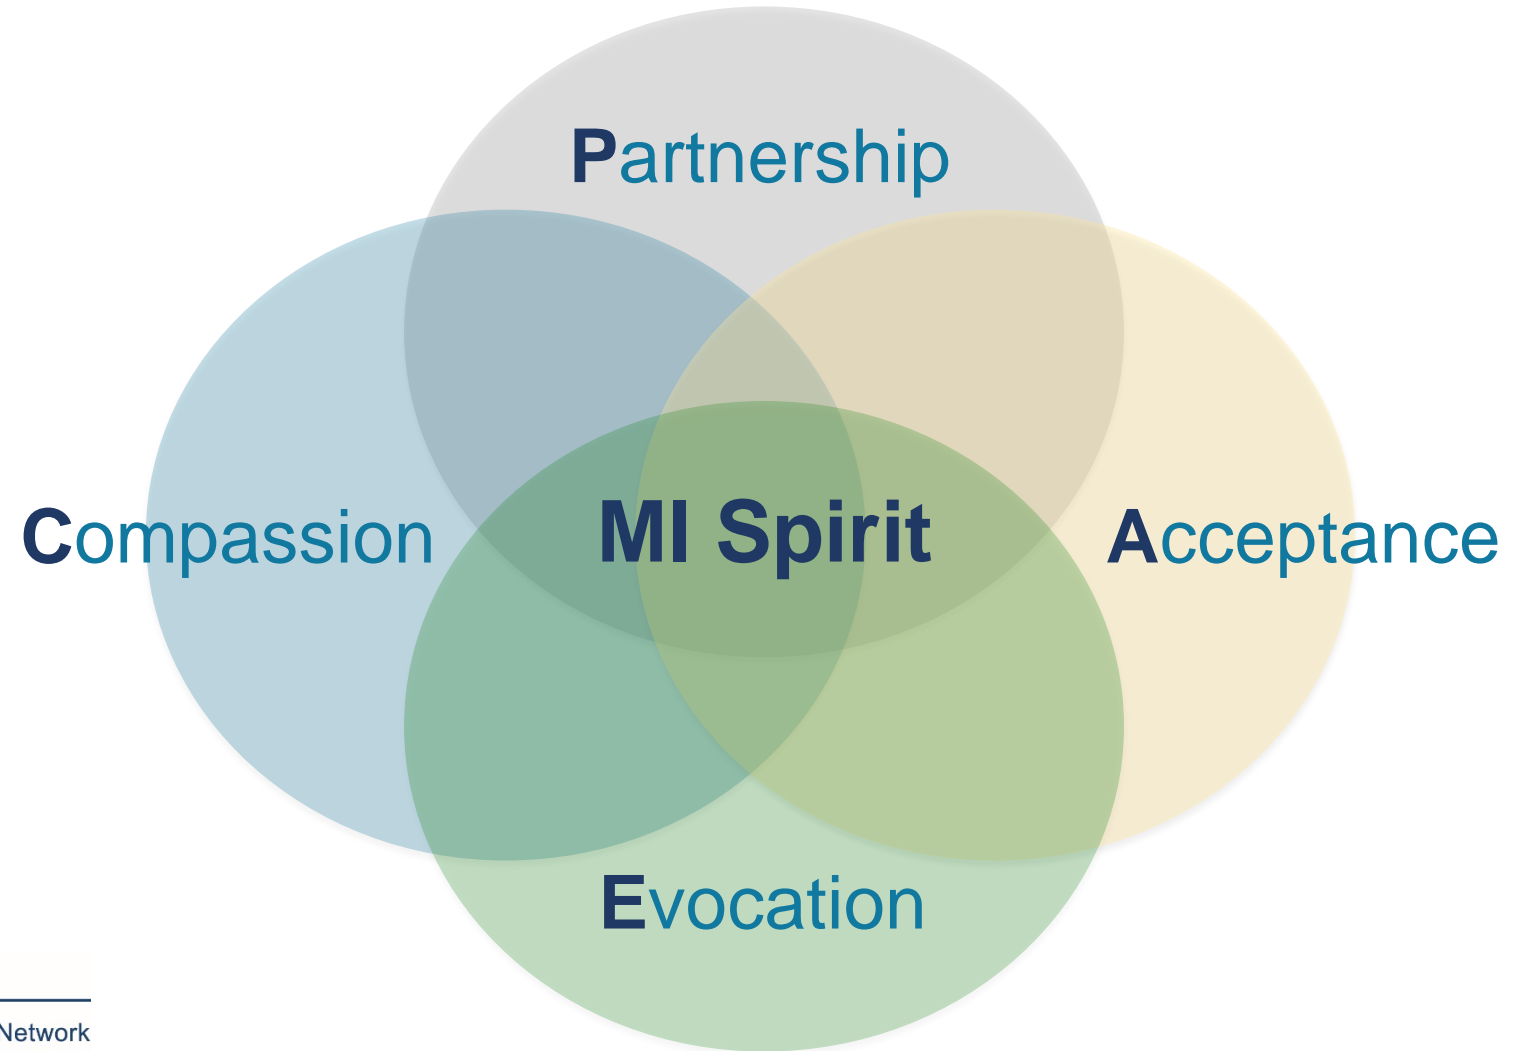 Partnership
Compassion
MI Spirit
Acceptance
Evocation
Network